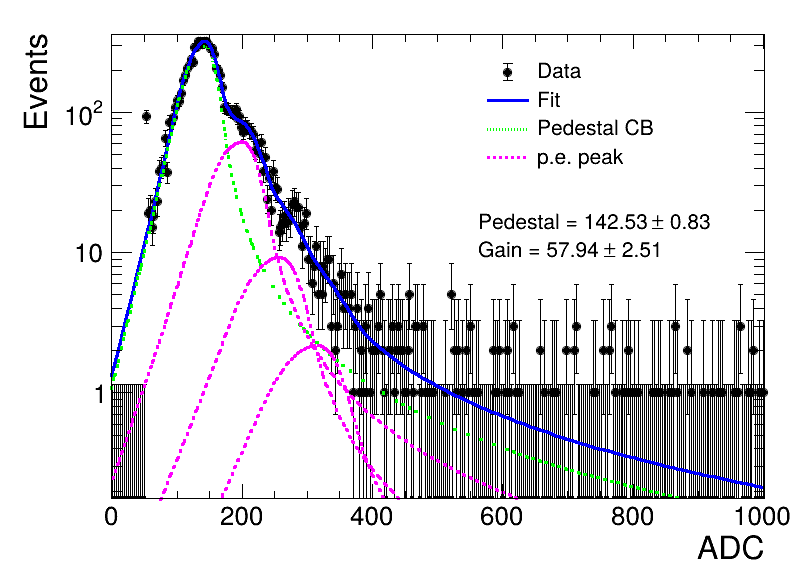 Events
10²
10
1
Data
Fit
Pedestal CB
p.e. peak
Pedestal = 142.53 ± 0.83
Gain = 57.94 ± 2.51
0 200 400 600 800 1000
ADC